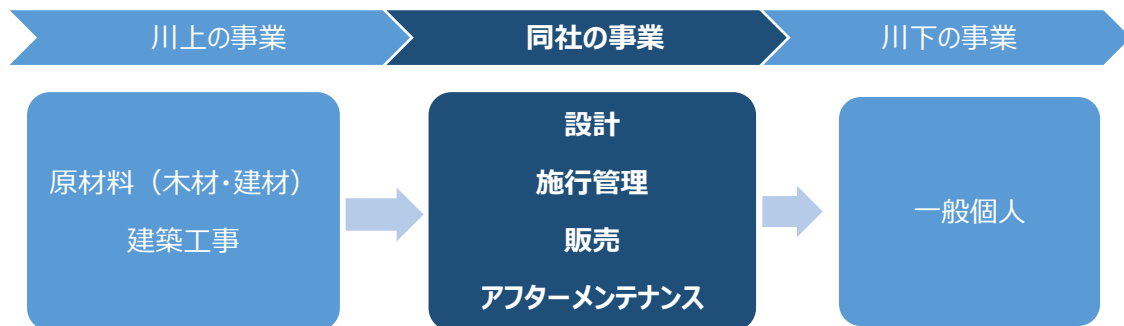 川上の事業
同社の事業
川下の事業
原材料（木材・建材）
建築工事
設計
施行管理
販売
アフターメンテナンス
一般個人